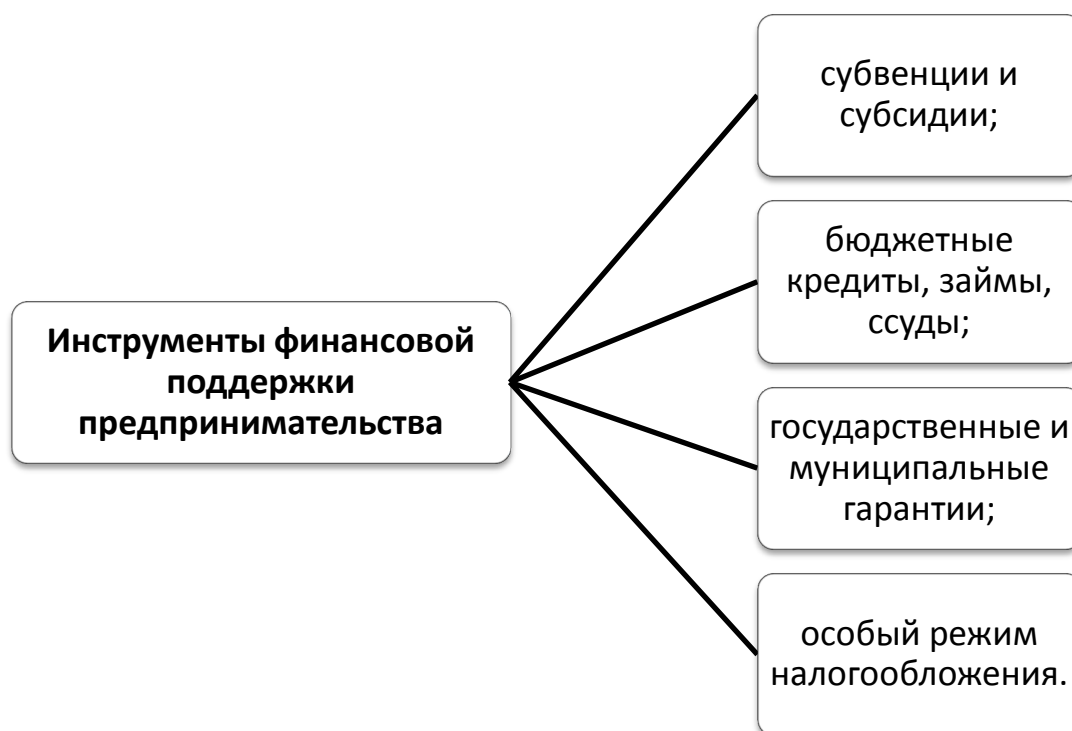 Инструменты финансовой
поддержки
предпринимательства
субвенции и
субсидии;
бюджетные
кредиты, займы,
ссуды;
государственные и
муниципальные
гарантии;
особый режим
налогообложения.